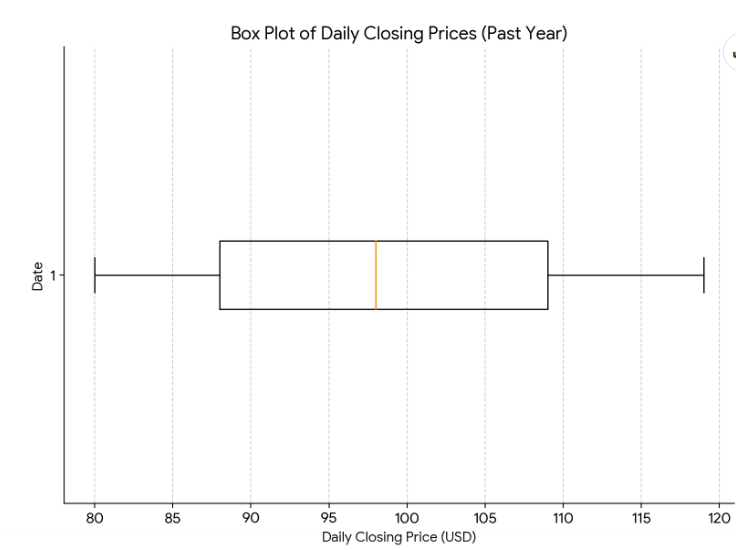 Box Plot of Daily Closing Prices (Past Year)
Date
1
80 85 90 95 100 105 110 115 120
Daily Closing Price (USD)